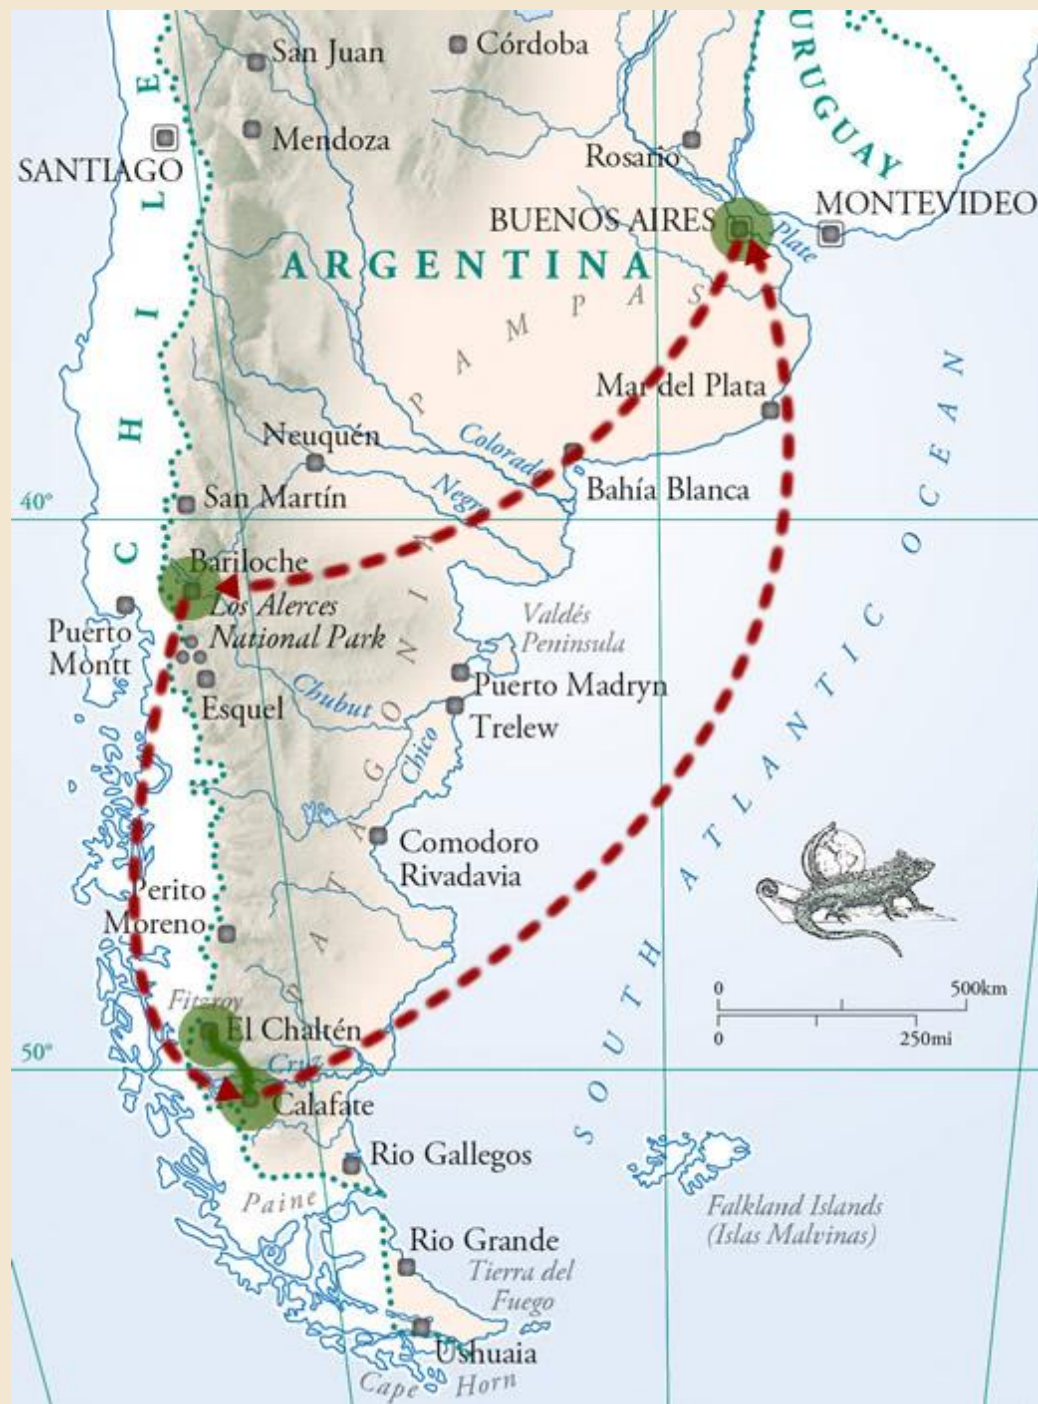 San Juan
Córdoba
URUGUAY
CHILE
Mendoza
Rosario
SANTIAGO
BUENOS AIRES
MONTEVIDEO
Plate
ARGENTINA
PAMPAS
Mar del Plata
Neuquén
Colorado
Negro
Bahía Blanca
San Martín
40°
Bariloche
Los Alerces
National Park
Puerto
Montt
Valdés
Peninsula
Esquel
Chubut
Puerto Madryn
Trelew
Chico
PATAGONIA
SOUTH ATLANTIC OCEAN
Comodoro
Rivadavia
Perito
Moreno
0
500km
0
250mi
Fitzroy
El Chaltén
50°
Cruz
Calafate
Rio Gallegos
Paine
Falkland Islands
(Islas Malvinas)
Rio Grande
Tierra del
Fuego
Ushuaia
Cape Horn